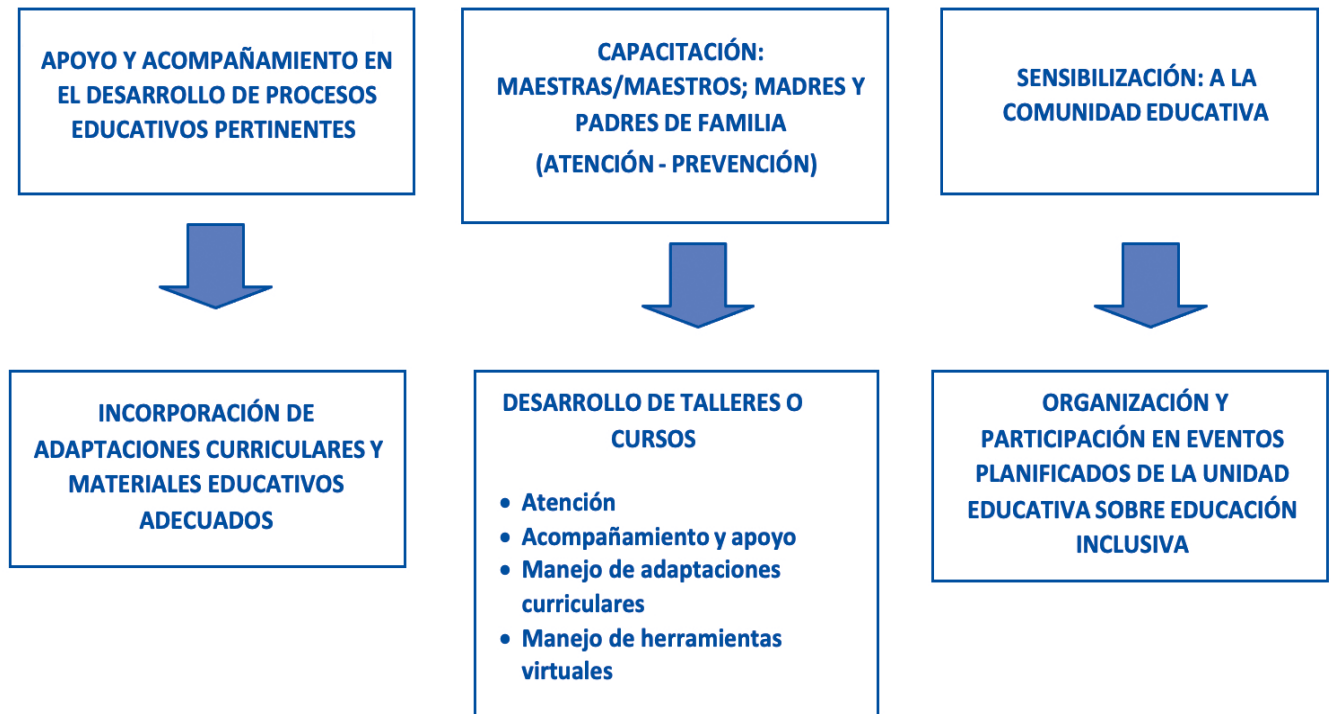 APOYO Y ACOMPAÑAMIENTO EN
EL DESARROLLO DE PROCESOS
EDUCATIVOS PERTINENTES
CAPACITACIÓN:
MAESTRAS/MAESTROS; MADRES Y
PADRES DE FAMILIA
(ATENCIÓN - PREVENCIÓN)
SENSIBILIZACIÓN: A LA
COMUNIDAD EDUCATIVA
INCORPORACIÓN DE
ADAPTACIONES CURRICULARES Y
MATERIALES EDUCATIVOS
ADECUADOS
DESARROLLO DE TALLERES O
CURSOS
• Atención
• Acompañamiento y apoyo
• Manejo de adaptaciones
curriculares
• Manejo de herramientas
virtuales
ORGANIZACIÓN Y
PARTICIPACIÓN EN EVENTOS
PLANIFICADOS DE LA UNIDAD
EDUCATIVA SOBRE EDUCACIÓN
INCLUSIVA